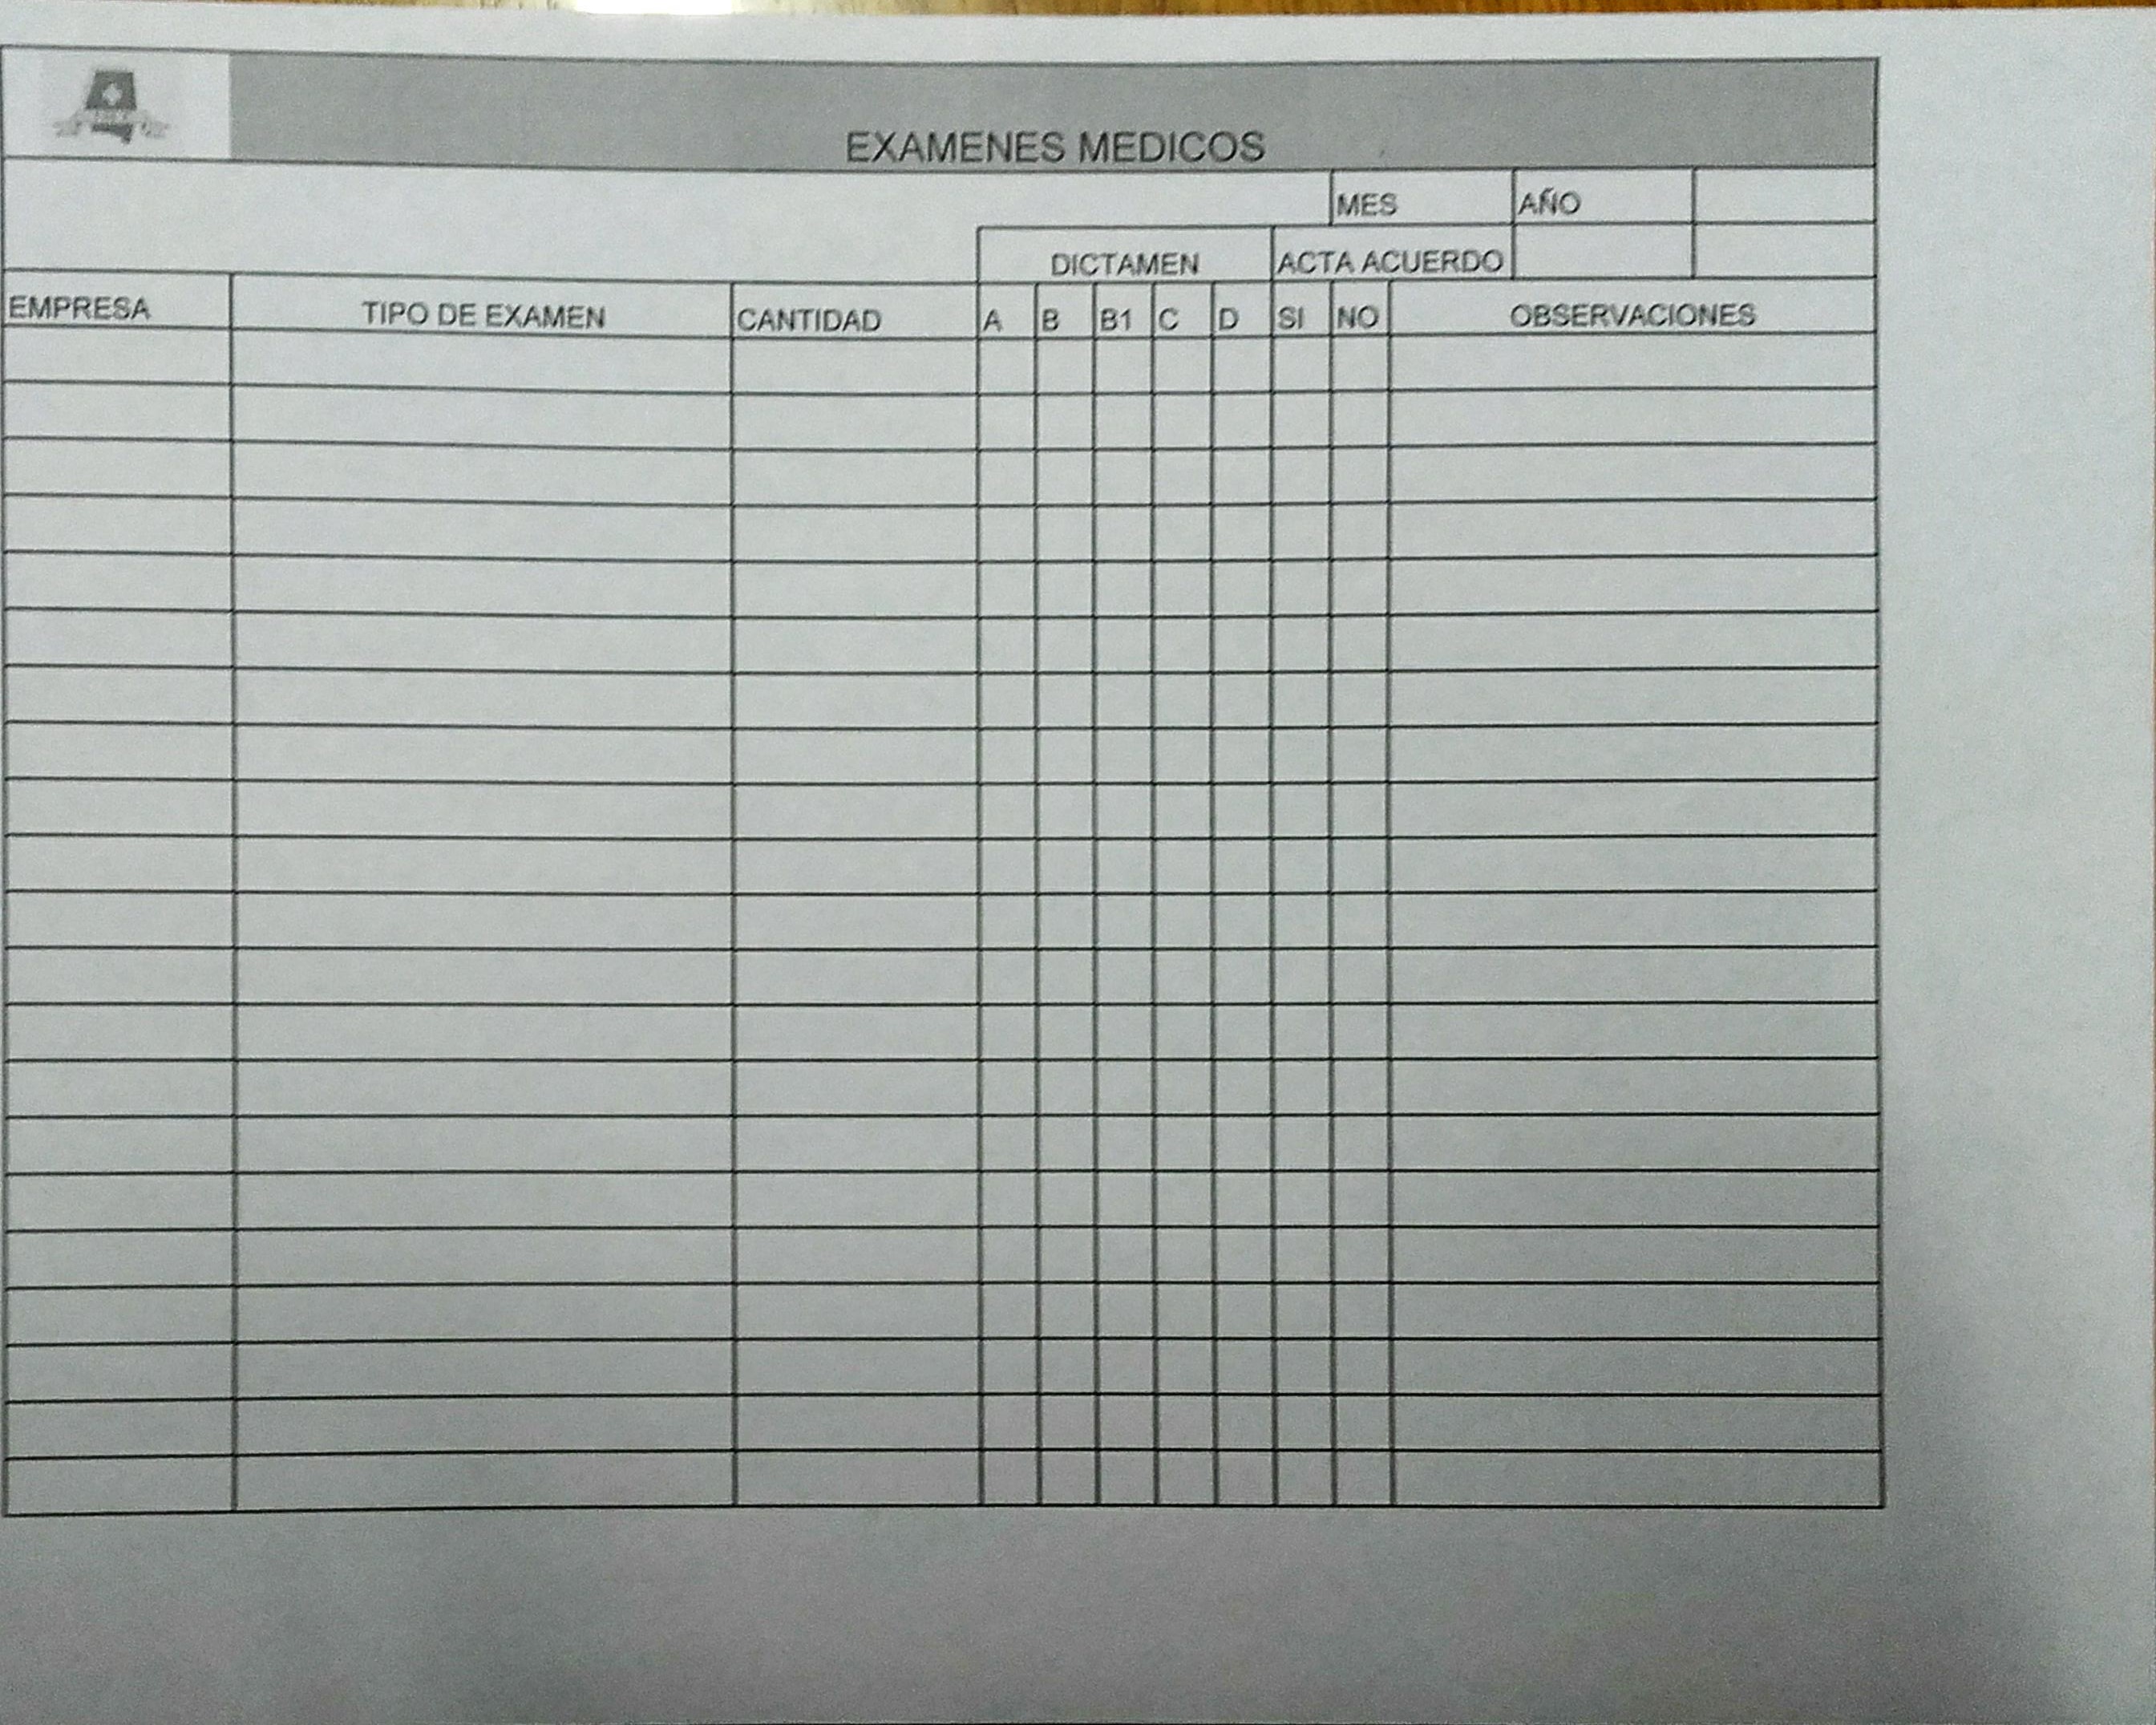 EXAMENES MEDICOS
MES AÑO
DICTAMEN ACTA ACUERDO
EMPRESA TIPO DE EXAMEN CANTIDAD A B B1 C D SI NO OBSERVACIONES